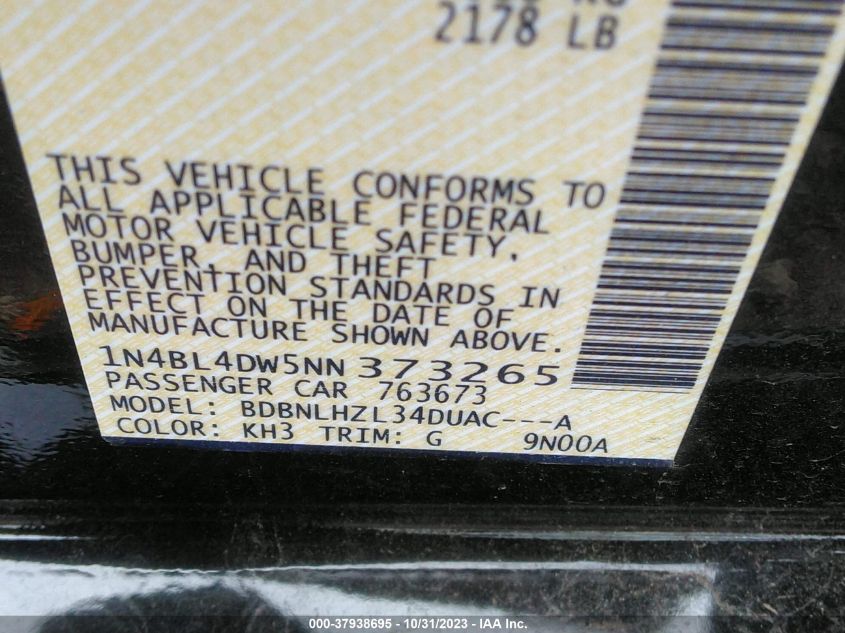 2178 LB
THIS VEHICLE CONFORMS TO
ALL APPLICABLE FEDERAL
MOTOR VEHICLE SAFETY,
BUMPER, AND THEFT
PREVENTION STANDARDS IN
EFFECT ON THE DATE OF
MANUFACTURE SHOWN ABOVE.
1N4BL4DW5NN373265
PASSENGER CAR 763673
MODEL: BDBNLHZL34DUAC---A
COLOR: KH3 TRIM: G 9N00A
000-37938695 - 10/31/2023 - IAA Inc.